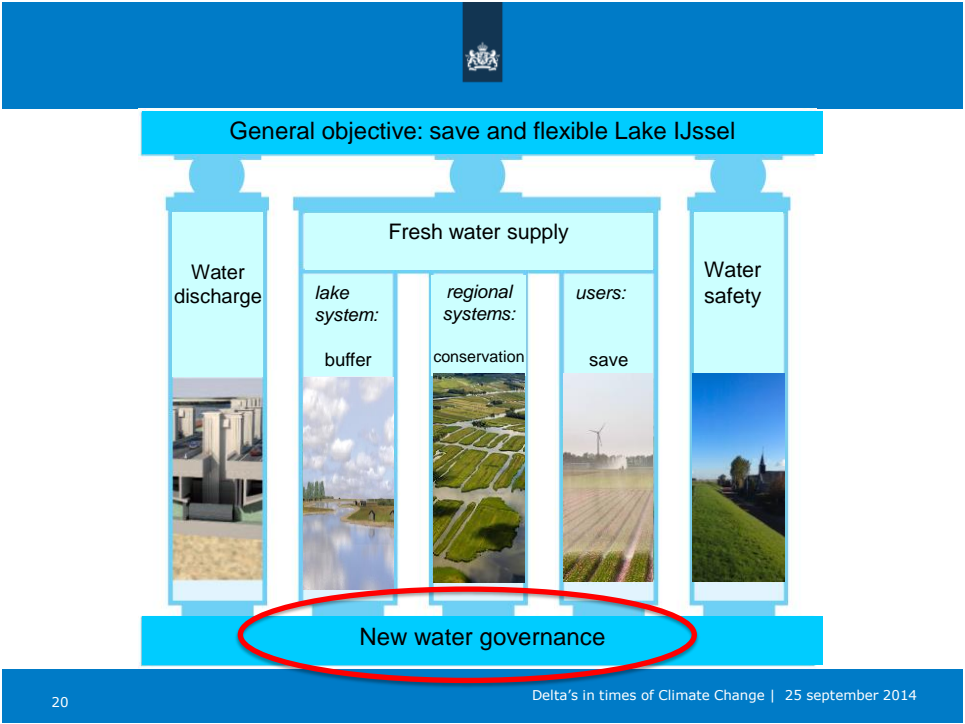 General objective: save and flexible Lake IJssel
Water
discharge
Fresh water supply
lake
system:
buffer
regional
systems:
conservation
users:
save
Water
safety
New water governance
20
Delta's in times of Climate Change | 25 september 2014